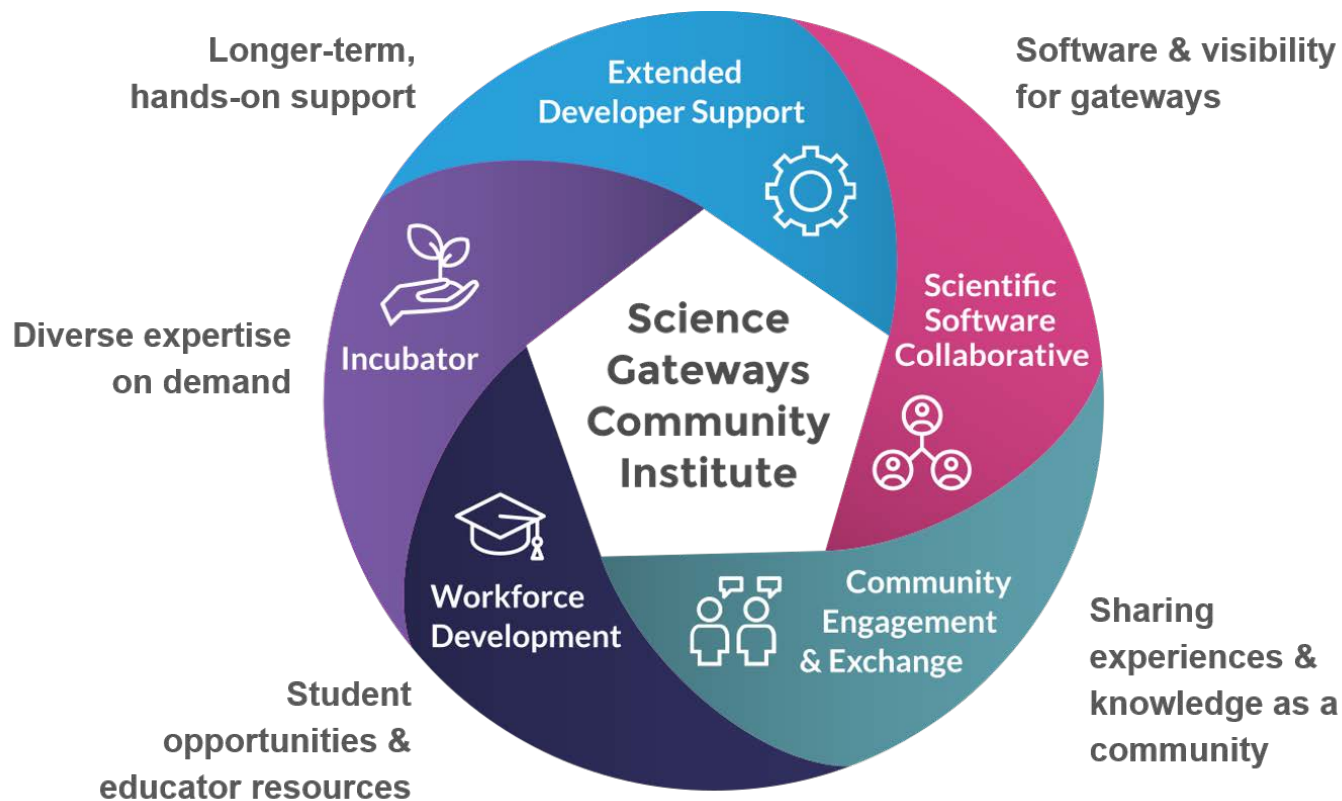 Longer-term,
hands-on support
Extended
Developer Support
Software & visibility
for gateways
Scientific
Software
Collaborative
Diverse expertise
on demand
Incubator
Science
Gateways
Community
Institute
Workforce
Development
Community
Engagement
& Exchange
Sharing
experiences &
knowledge as a
community
Student
opportunities &
educator resources